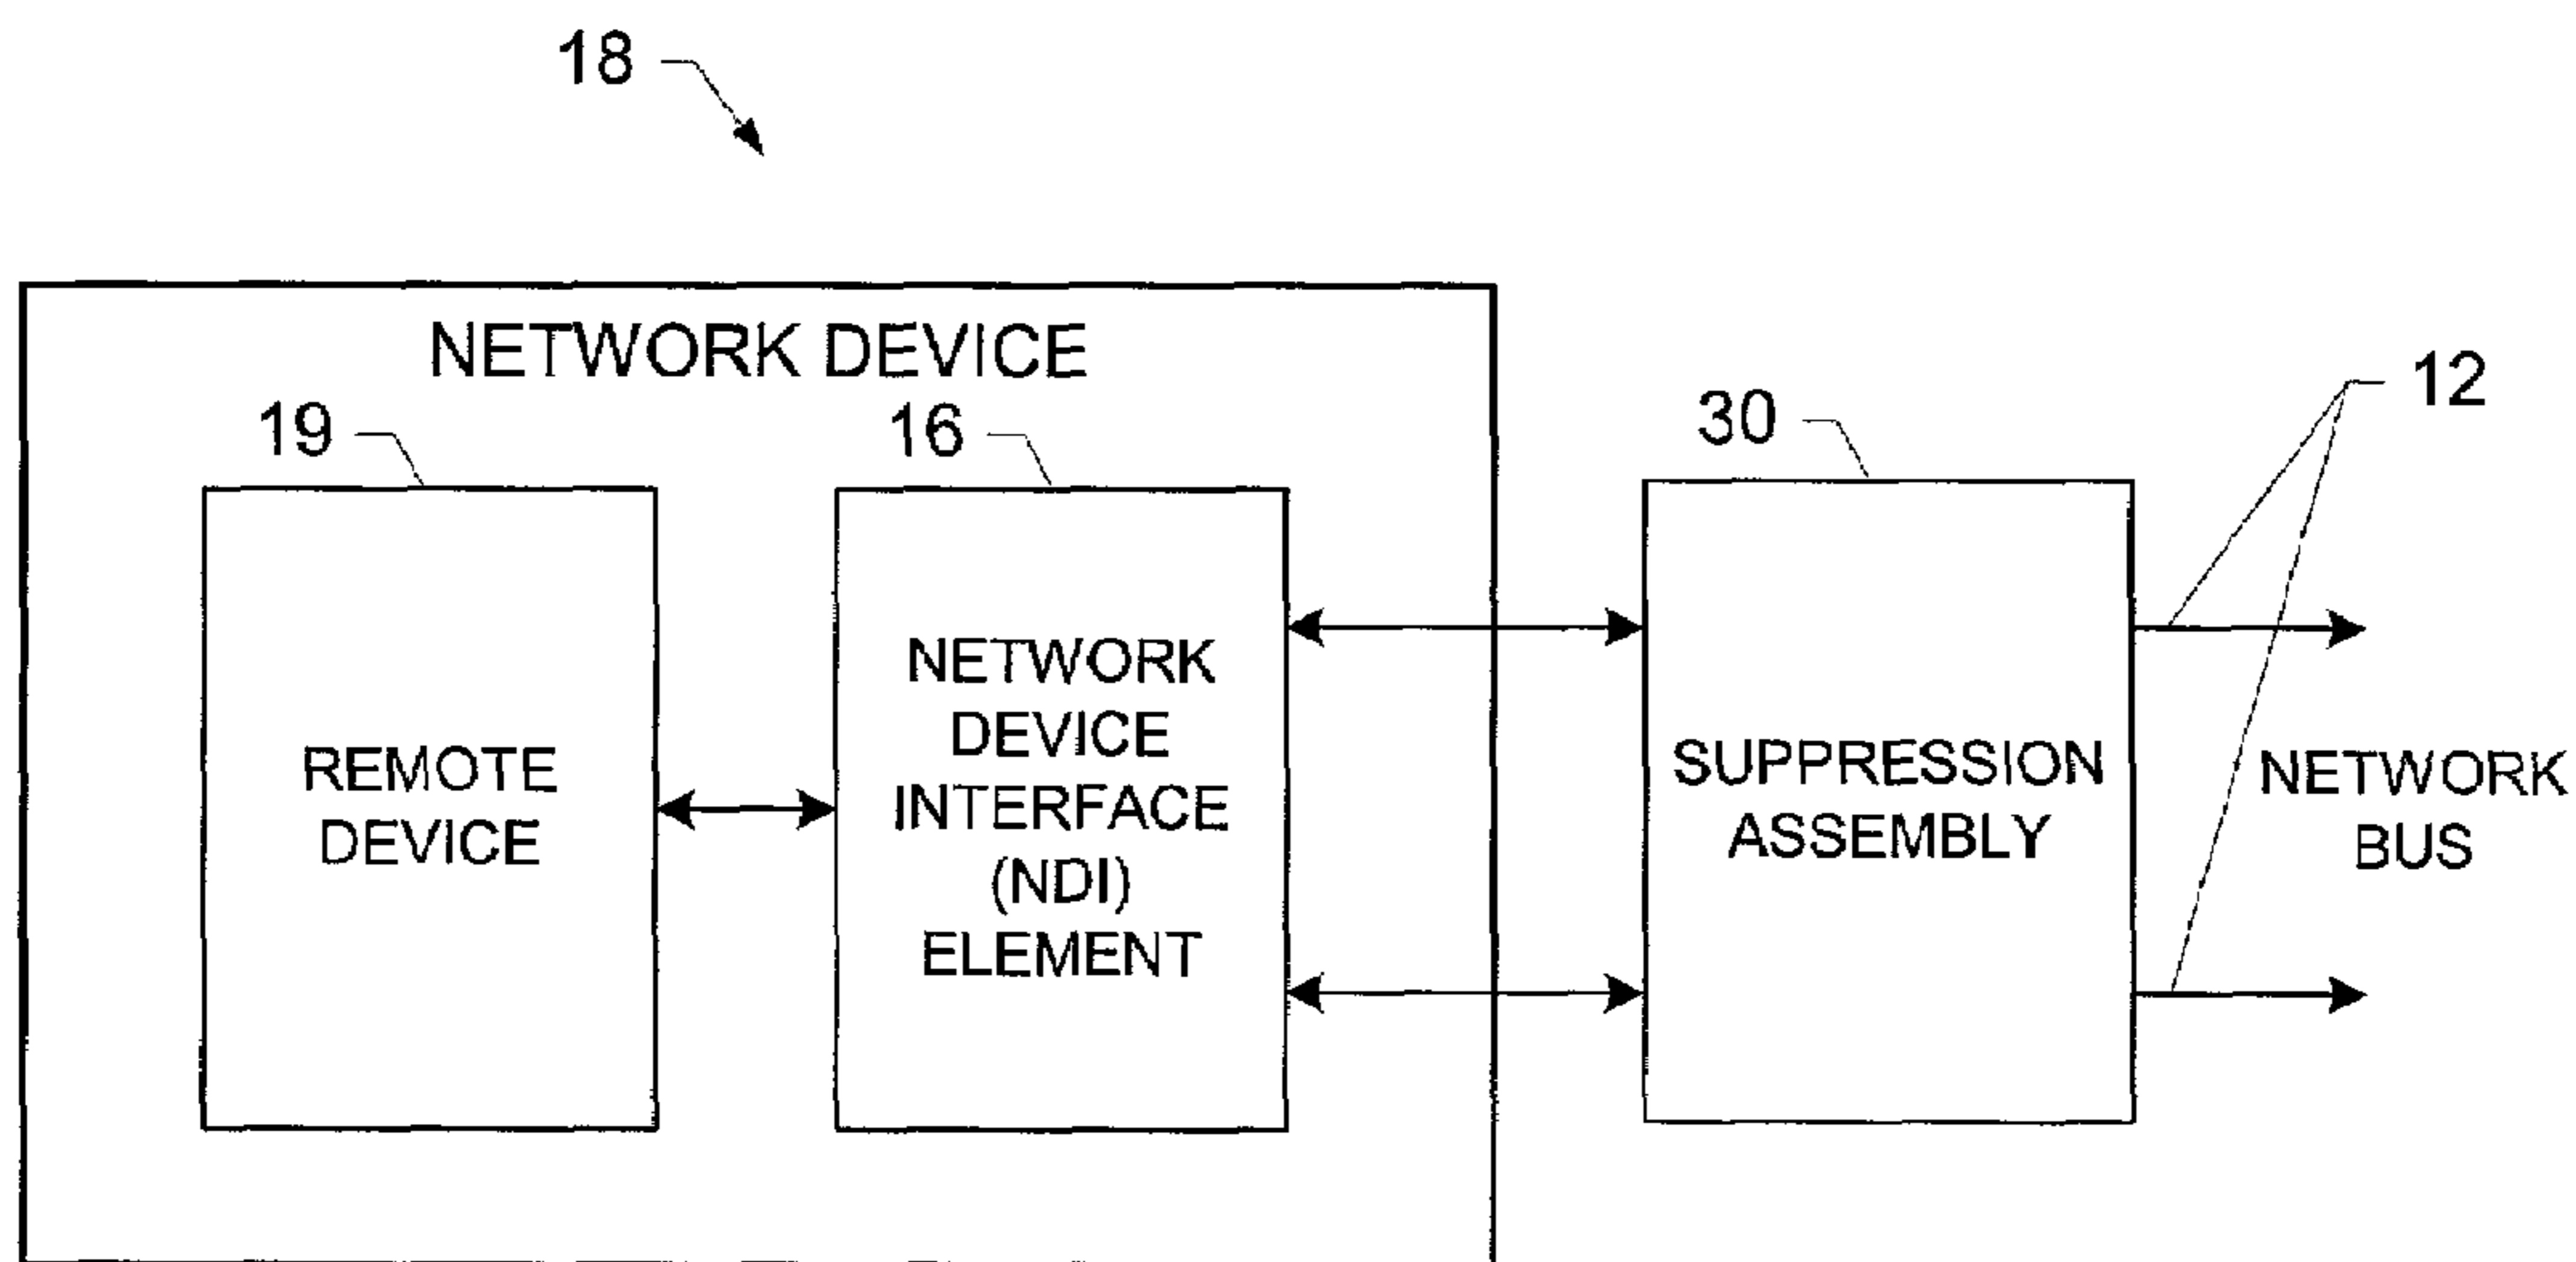 18
NETWORK DEVICE
19
16
30
12
REMOTE
DEVICE
NETWORK
DEVICE
INTERFACE
(NDI)
ELEMENT
SUPPRESSION
ASSEMBLY
NETWORK
BUS